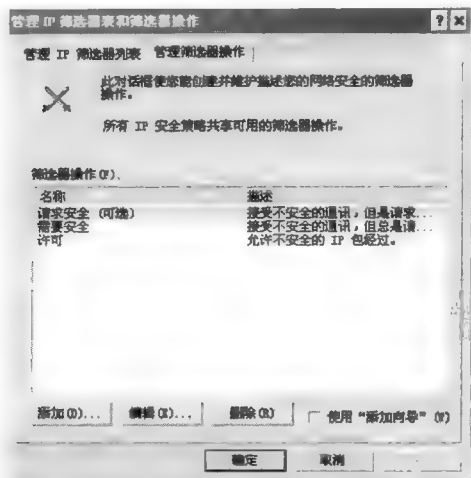 管理 IP 筛选器表和筛选器操作
管理 IP 筛选器列表 管理筛选器操作
此对话框使您能创建并维护描述您的网络安全的筛选器
操作。
所有 IP 安全策略共享可用的筛选器操作。
筛选器操作(F).
名称 描述
请求安全 (可选) 接受不安全的通讯，但是请求...
需要安全 接受不安全的通讯，但总是请...
许可 允许不安全的 IP 包经过。
添加(D)... 编辑(E)... 删除(R) 使用“添加向导”(W)
确定 取消